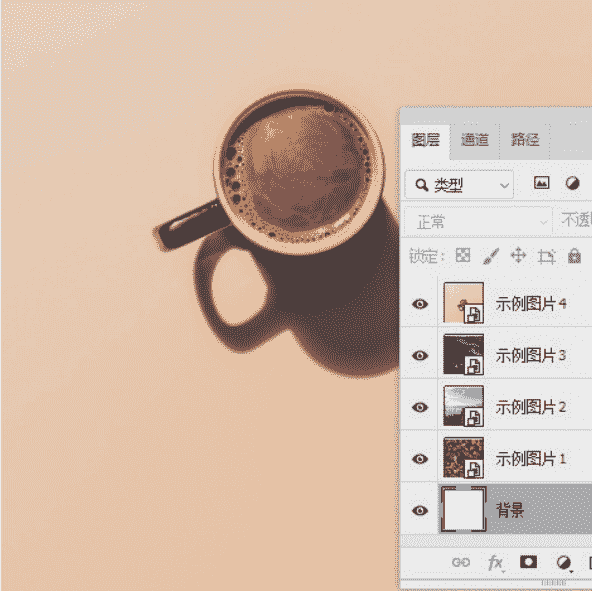 图层 通道 路径
类型
正常 不透
锁定：
示例图片4
示例图片3
示例图片2
示例图片1
背景
fx